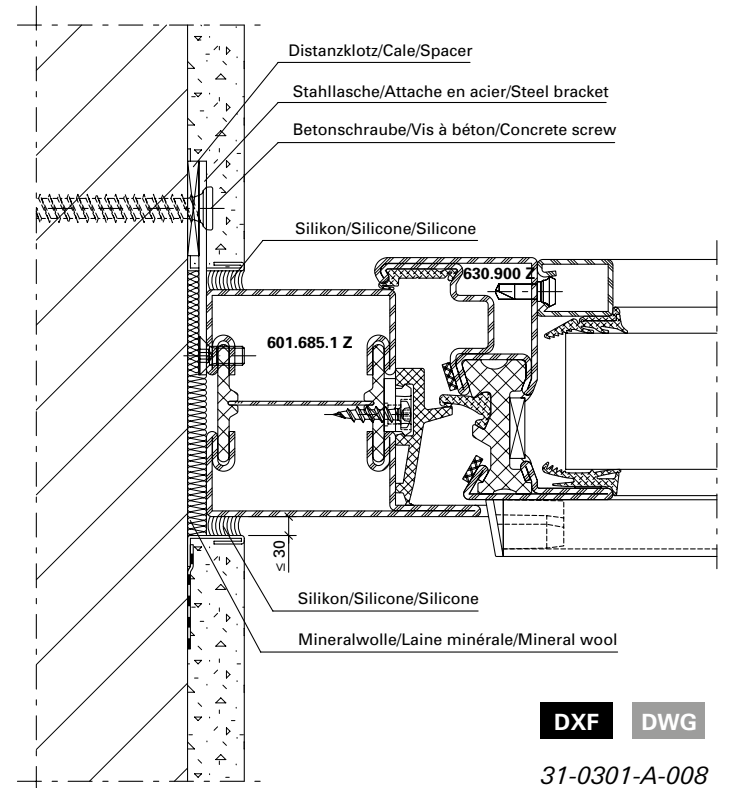 Distanzklotz/Cale/Spacer
Stahllasche/Attache en acier/Steel bracket
Betonschraube/Vis à béton/Concrete screw
Silikon/Silicone/Silicone
630.900 Z
601.685.1 Z
≤ 30
Silikon/Silicone/Silicone
Mineralwolle/Laine minérale/Mineral wool
DXF DWG
31-0301-A-008